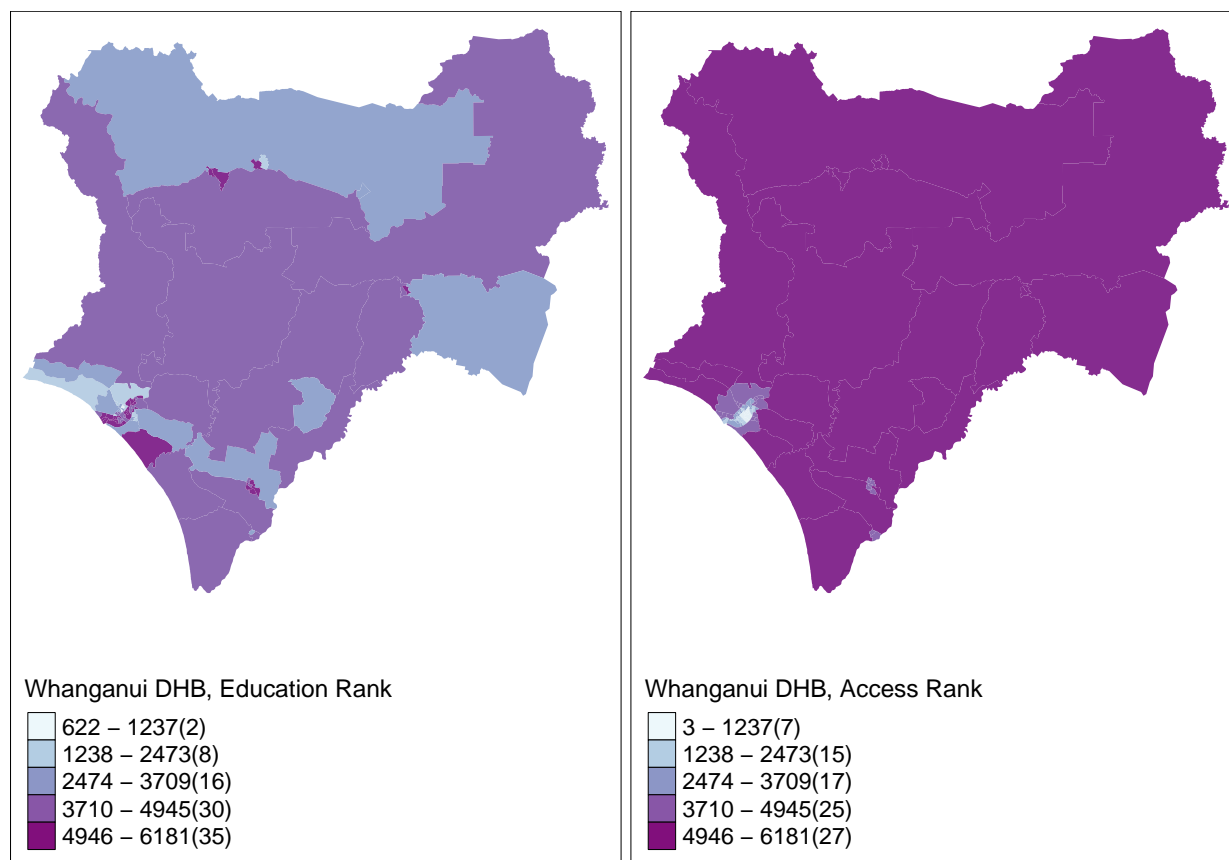 Whanganui DHB, Education Rank
622 – 1237(2)
1238 – 2473(8)
2474 – 3709(16)
3710 – 4945(30)
4946 – 6181(35)
Whanganui DHB, Access Rank
3 – 1237(7)
1238 – 2473(15)
2474 – 3709(17)
3710 – 4945(25)
4946 – 6181(27)